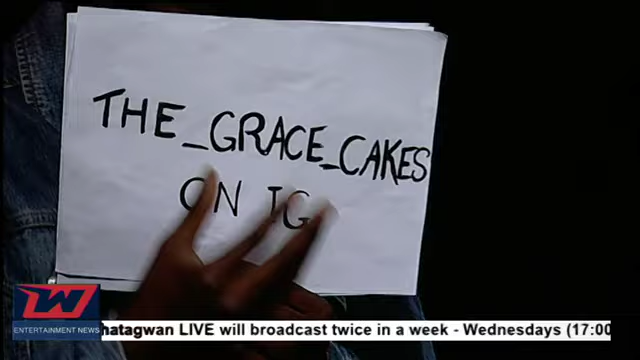 THE_GRACE_CAKES
ON IG
W
ENTERTAINMENT NEWS
hatagwan LIVE will broadcast twice in a week - Wednesdays (17:00